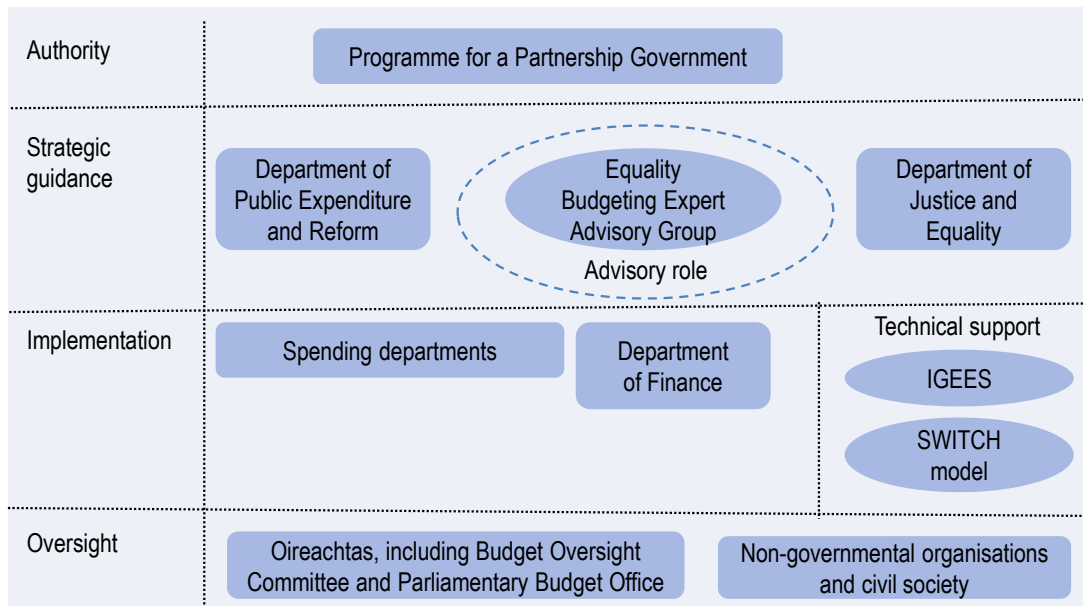 Authority
Programme for a Partnership Government
Strategic
guidance
Department of
Public Expenditure
and Reform
Equality
Budgeting Expert
Advisory Group
Advisory role
Department of
Justice and
Equality
Implementation
Spending departments
Department
of Finance
Technical support
IGEES
SWITCH
model
Oversight
Oireachtas, including Budget Oversight
Committee and Parliamentary Budget Office
Non-governmental organisations
and civil society